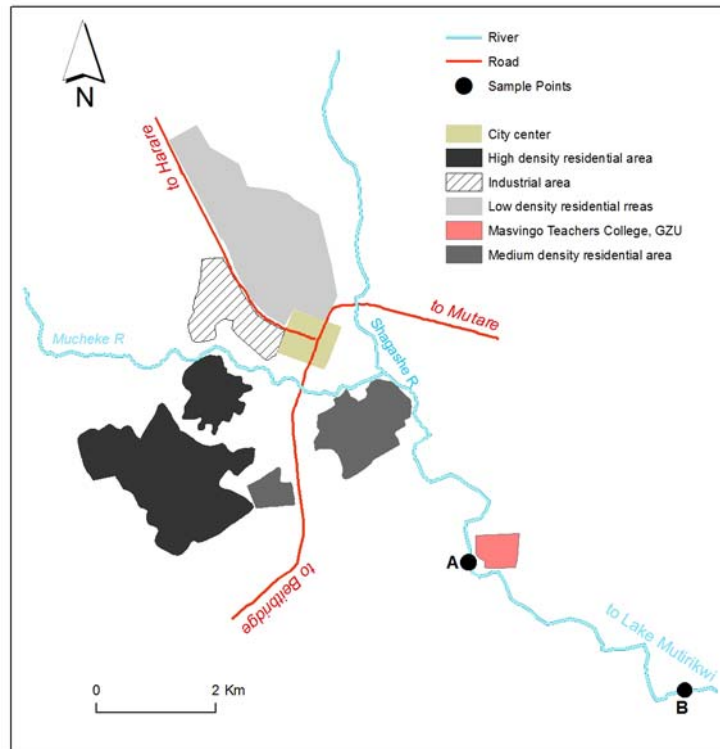 N
River
Road
Sample Points
City center
High density residential area
Industrial area
Low density residential rreas
Masvingo Teachers College, GZU
Medium density residential area
to Harare
to Mutare
Mucheke R
Shagashe R
to Beitbridge
A
to Lake Mutirikwi
B
0 2 Km